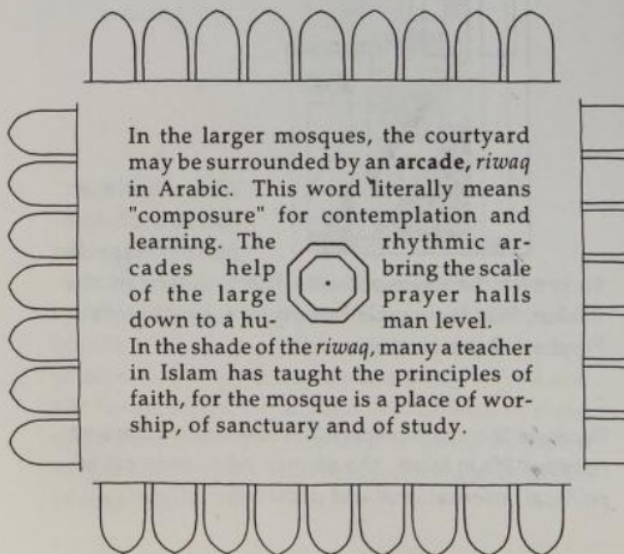 In the larger mosques, the courtyard
may be surrounded by an arcade, riwaq
in Arabic. This word literally means
"composure" for contemplation and
learning. The rhythmic ar-
cades help bring the scale
of the large prayer halls
down to a hu- man level.
In the shade of the riwaq, many a teacher
in Islam has taught the principles of
faith, for the mosque is a place of wor-
ship, of sanctuary and of study.